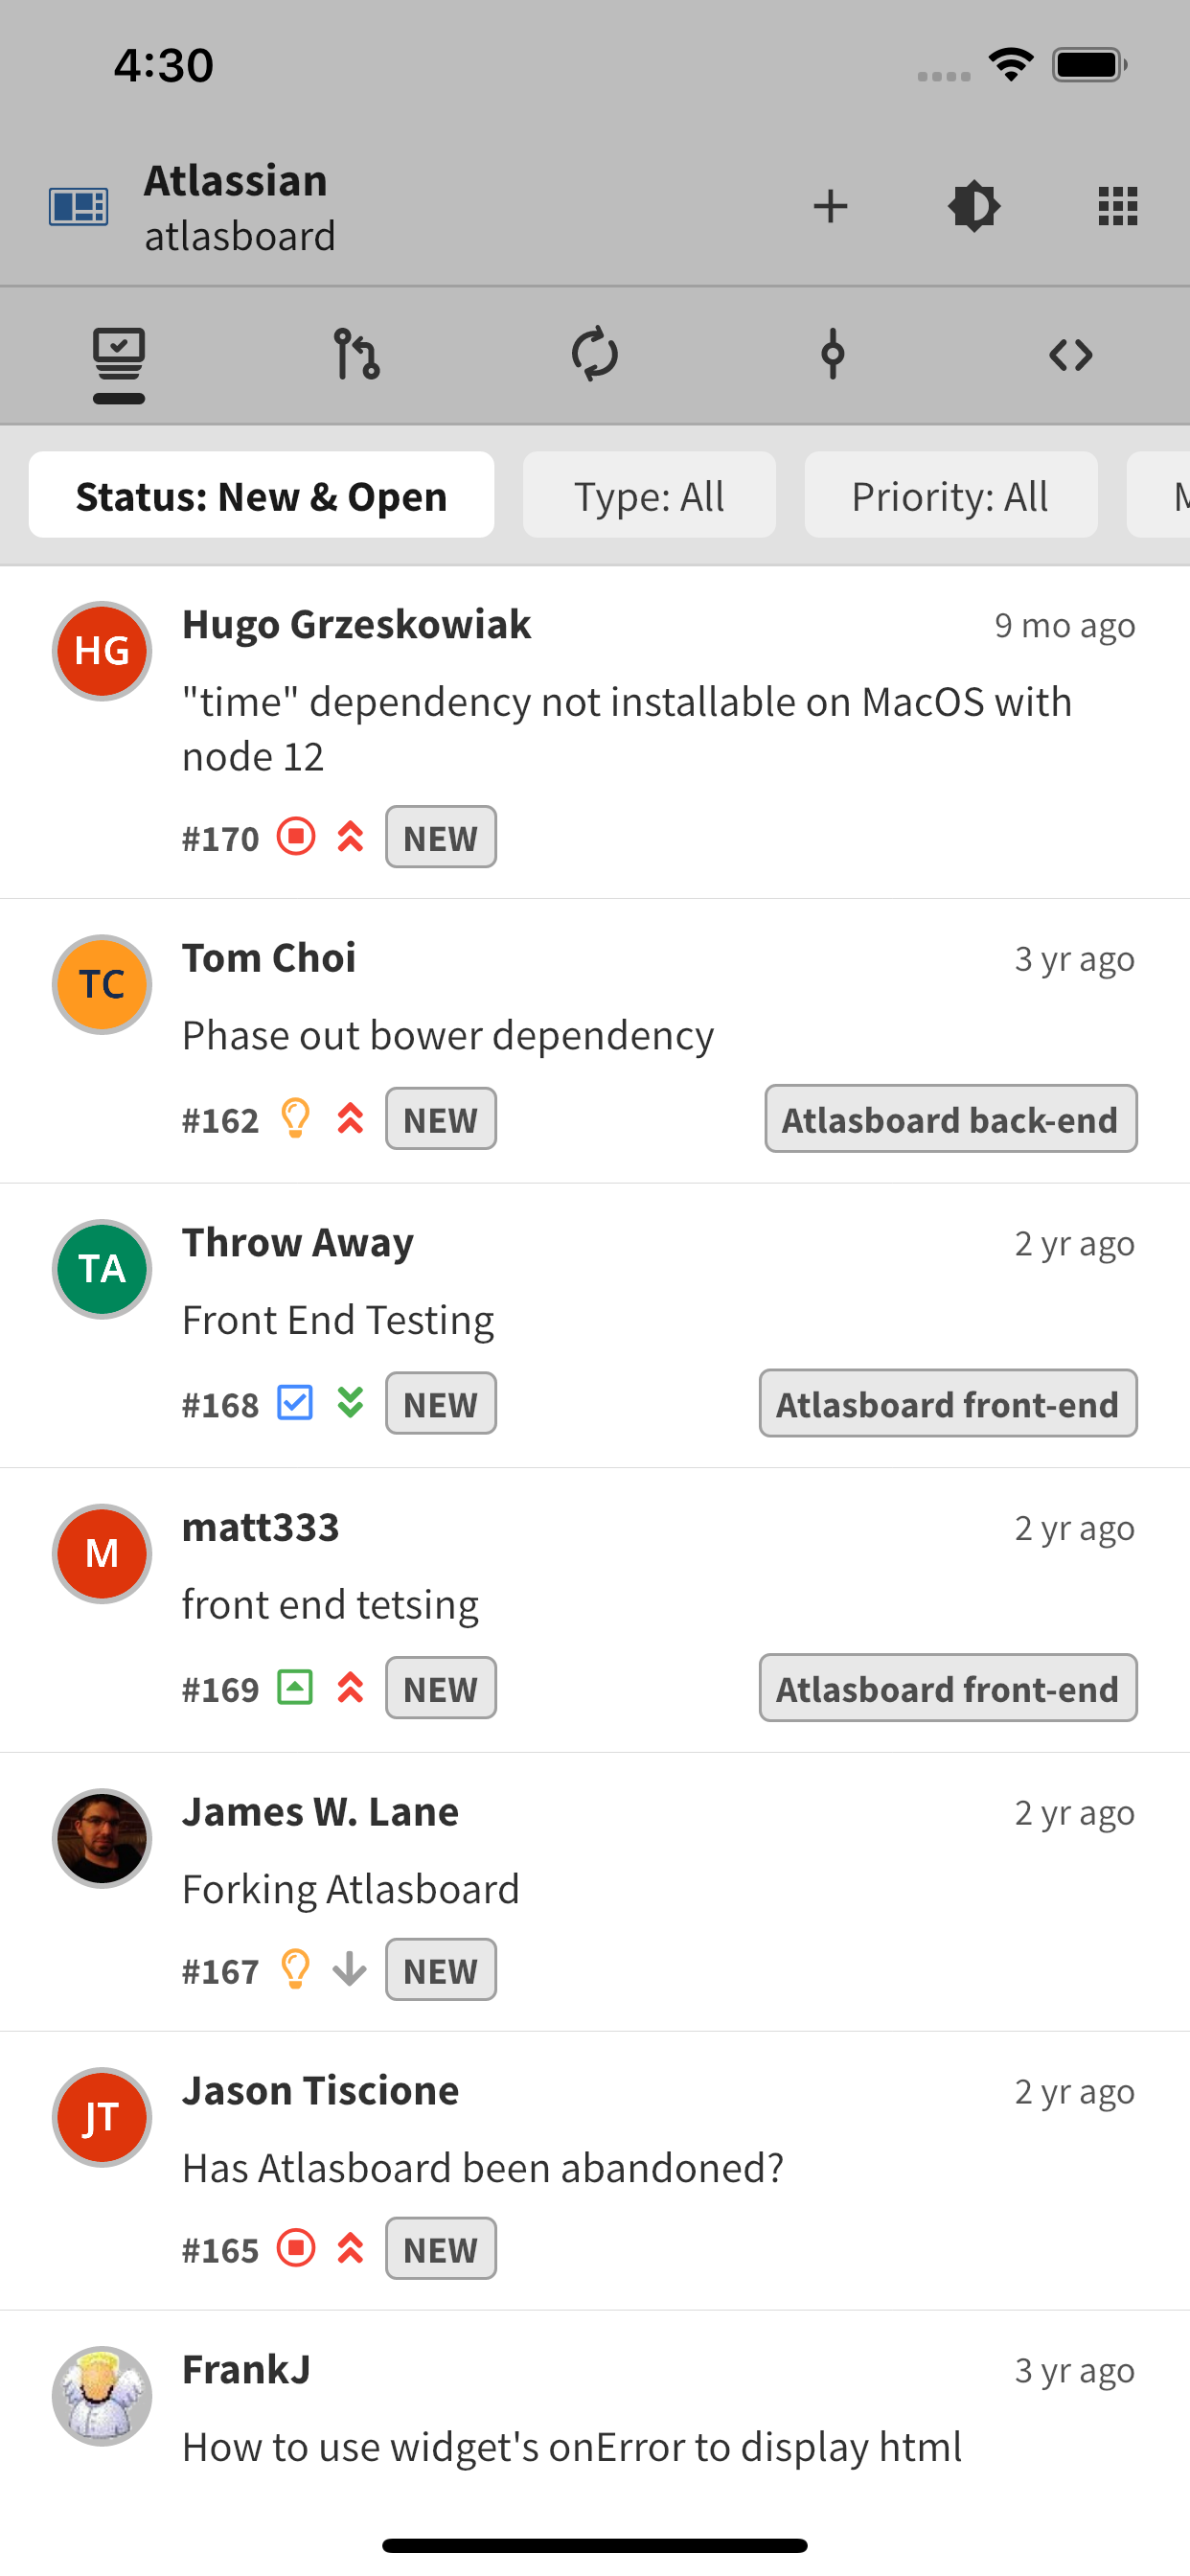 4:30
Atlassian
atlasboard
Status: New & Open
Type: All
Priority: All
HG
Hugo Grzeskowiak
9 mo ago
"time" dependency not installable on MacOS with
node 12
#170
NEW
TC
Tom Choi
3 yr ago
Phase out bower dependency
#162
NEW
Atlasboard back-end
TA
Throw Away
2 yr ago
Front End Testing
#168
NEW
Atlasboard front-end
M
matt333
2 yr ago
front end tetsing
#169
NEW
Atlasboard front-end
James W. Lane
2 yr ago
Forking Atlasboard
#167
NEW
JT
Jason Tiscione
2 yr ago
Has Atlasboard been abandoned?
#165
NEW
FrankJ
3 yr ago
How to use widget's onError to display html